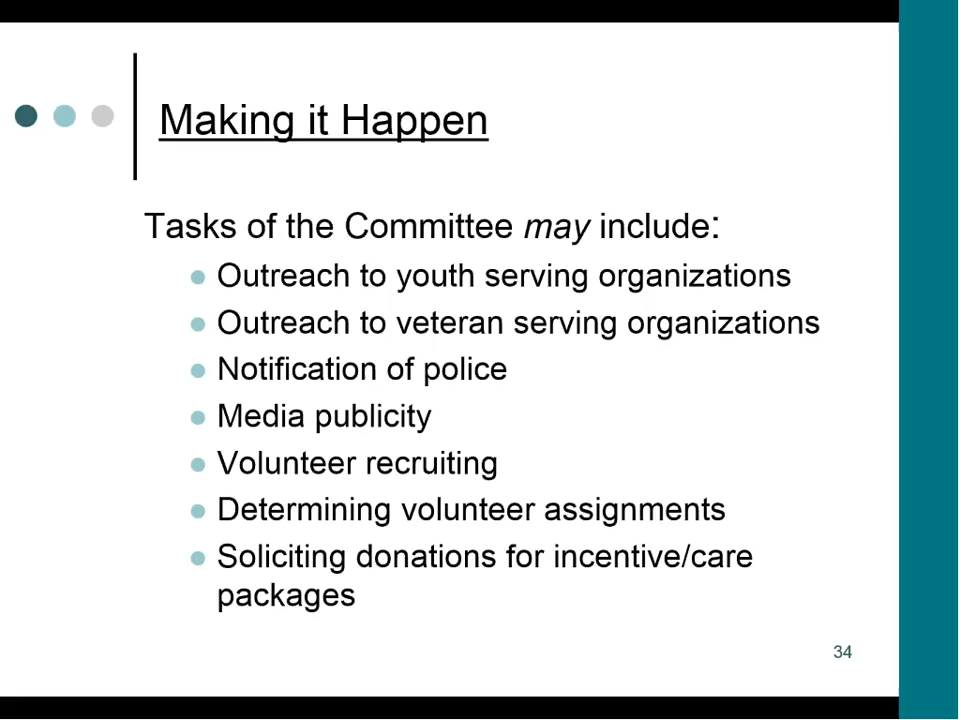 Making it Happen
Tasks of the Committee may include:
Outreach to youth serving organizations
Outreach to veteran serving organizations
Notification of police
Media publicity
Volunteer recruiting
Determining volunteer assignments
Soliciting donations for incentive/care
packages
34